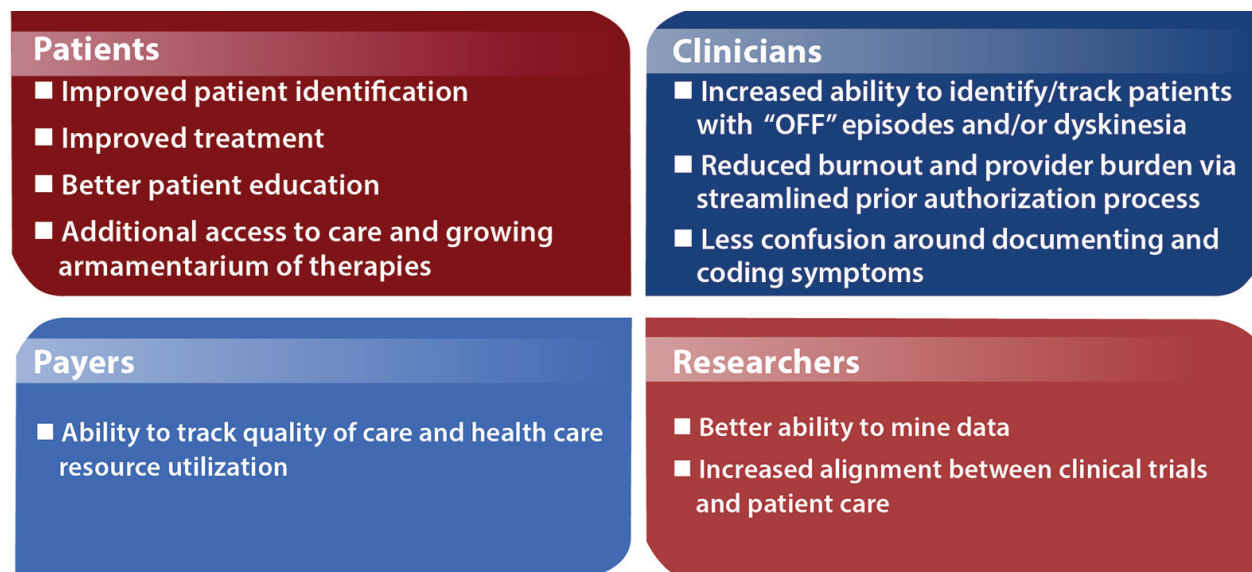 Patients
■ Improved patient identification
■ Improved treatment
■ Better patient education
■ Additional access to care and growing
armamentarium of therapies
Clinicians
■ Increased ability to identify/track patients
with “OFF” episodes and/or dyskinesia
■ Reduced burnout and provider burden via
streamlined prior authorization process
■ Less confusion around documenting and
coding symptoms
Payers
■ Ability to track quality of care and health care
resource utilization
Researchers
■ Better ability to mine data
■ Increased alignment between clinical trials
and patient care